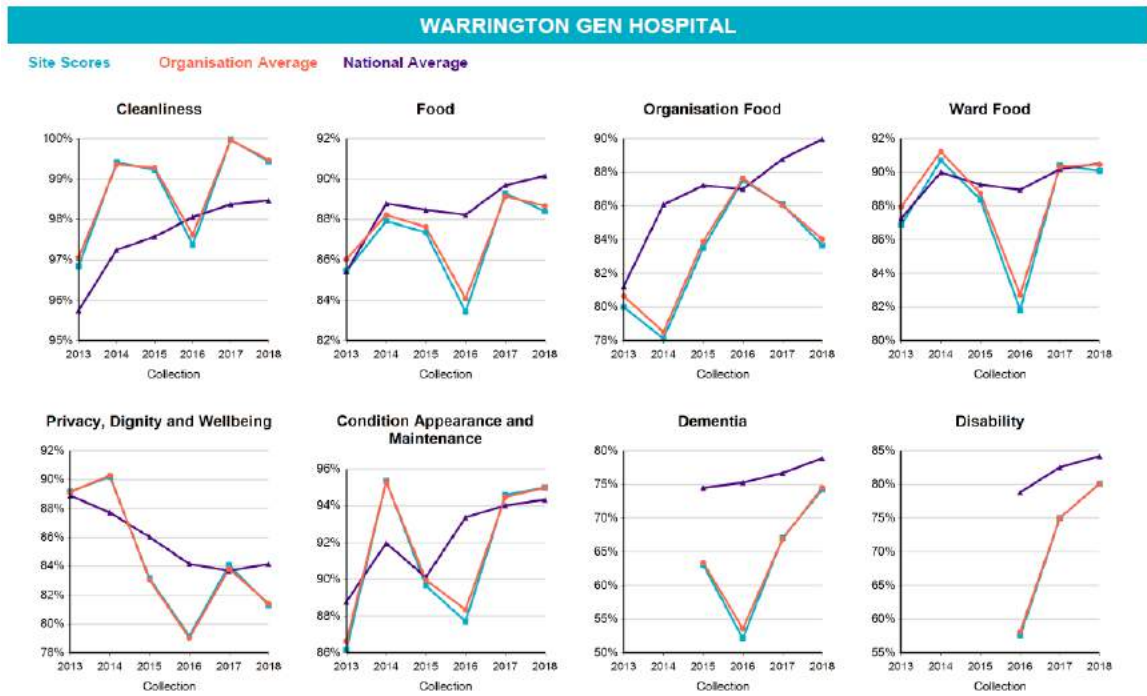 WARRINGTON GEN HOSPITAL
Site Scores Organisation Average National Average
Cleanliness
100%
99%
98%
97%
96%
95%
2013 2014 2015 2016 2017 2018
Collection
Food
92%
90%
88%
86%
84%
82%
2013 2014 2015 2016 2017 2018
Collection
Organisation Food
90%
88%
86%
84%
82%
80%
78%
2013 2014 2015 2016 2017 2018
Collection
Ward Food
92%
90%
88%
86%
84%
82%
80%
2013 2014 2015 2016 2017 2018
Collection
Privacy, Dignity and Wellbeing
92%
90%
88%
86%
84%
82%
80%
78%
2013 2014 2015 2016 2017 2018
Collection
Condition Appearance and
Maintenance
96%
94%
92%
90%
88%
86%
2013 2014 2015 2016 2017 2018
Collection
Dementia
80%
75%
70%
65%
60%
55%
50%
2013 2014 2015 2016 2017 2018
Collection
Disability
85%
80%
75%
70%
65%
60%
55%
2013 2014 2015 2016 2017 2018
Collection